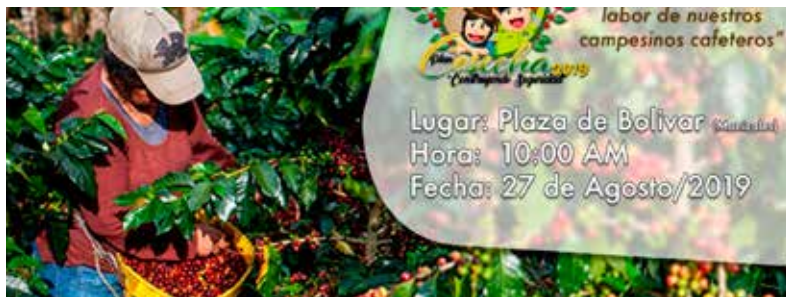 labor de nuestros
campesinos cafeteros"
Cosecha 2019
Lugar: Plaza de Bolivar (Manizales)
Hora: 10:00 AM
Fecha: 27 de Agosto/2019